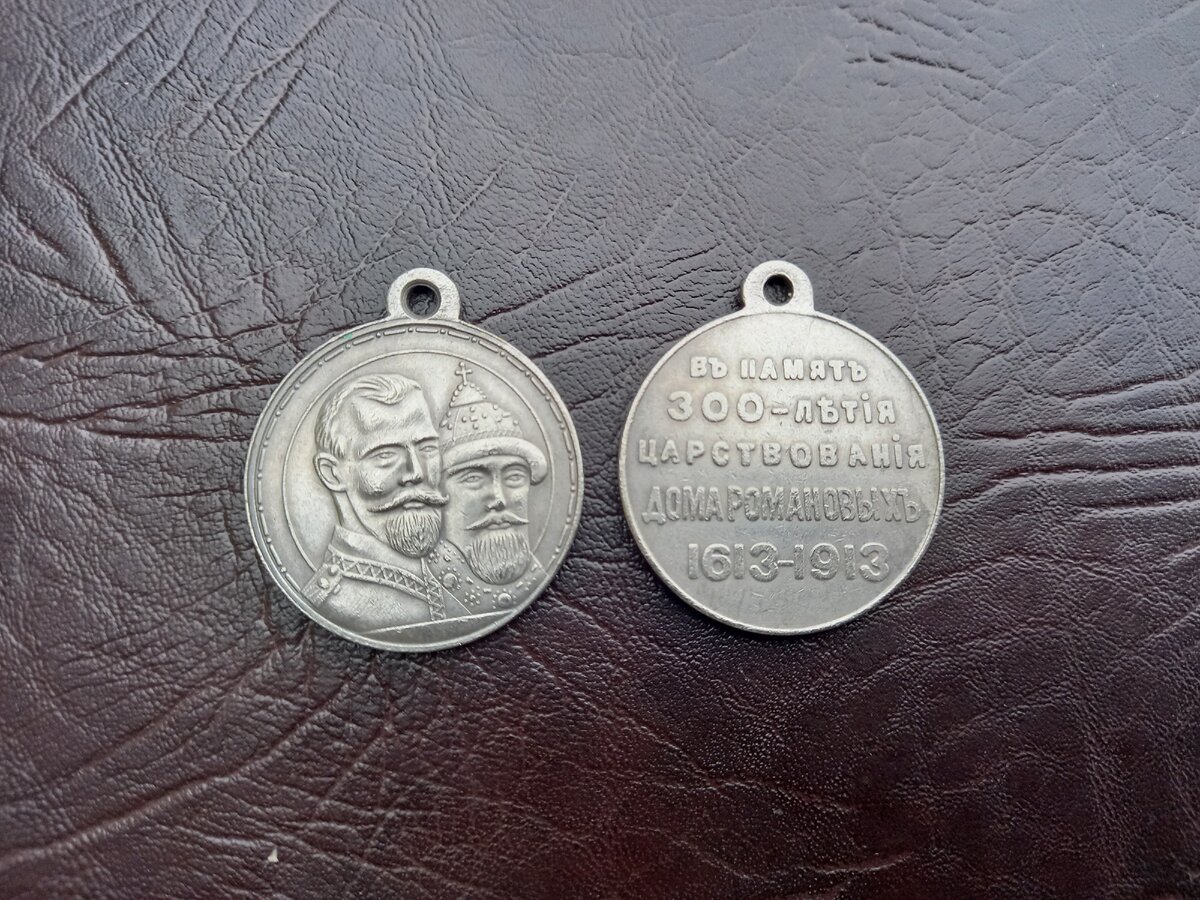 ВЪ ПАМЯТЬ
300-ЛѢТІЯ
ЦАРСТВОВАНІЯ
ДОМА РОМАНОВЫХЪ
1613-1913